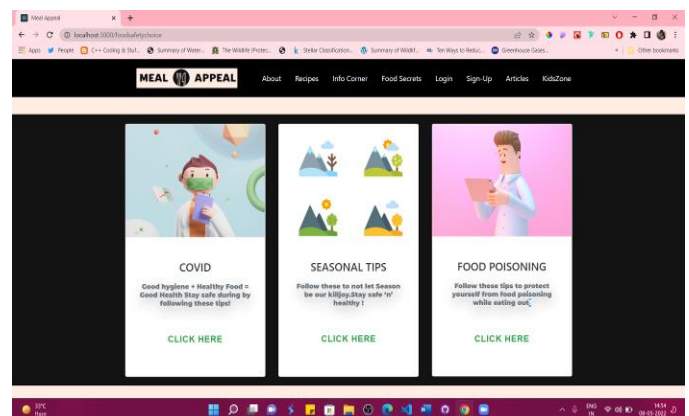 Meal Appeal
localhost:3000/foodsafetychoice
Apps People C++ Coding & Stuf... Summary of Water... The Wildlife (Protec... Stellar Classification... Summary of Wildlif... Ten Ways to Reduc... Greenhouse Gases... Other bookmarks
MEAL APPEAL About Recipes Info Corner Food Secrets Login Sign-Up Articles KidsZone
COVID
Good hygiene + Healthy Food =
Good Health Stay safe during by
following these tips!
CLICK HERE
SEASONAL TIPS
Follow these to not let Season
be our killjoy.Stay safe 'n'
healthy !
CLICK HERE
FOOD POISONING
Follow these tips to protect
yourself from food poisoning
while eating out.
CLICK HERE
33°C
Haze
ENG
IN
14:54
08-05-2022